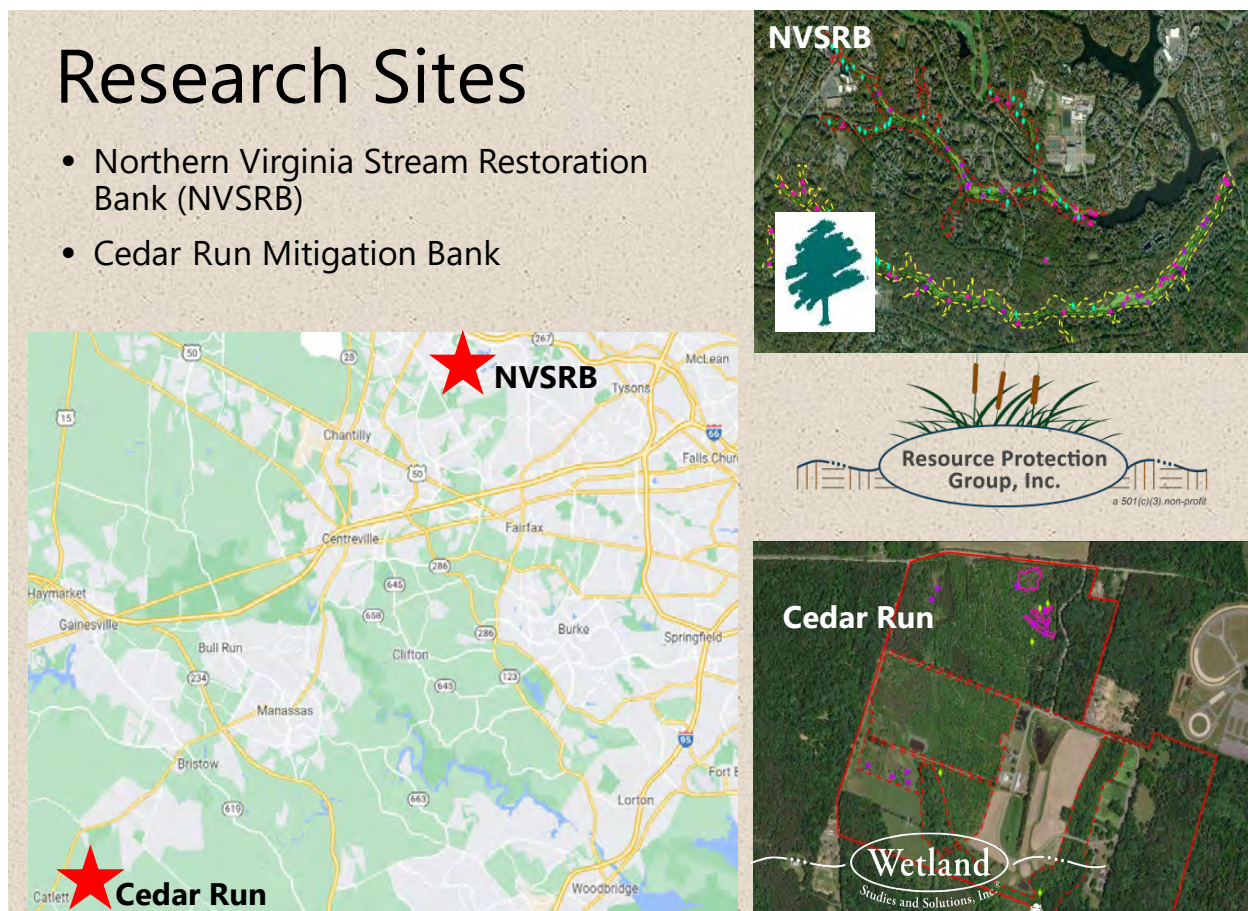 Research Sites
• Northern Virginia Stream Restoration
Bank (NVSRB)
• Cedar Run Mitigation Bank
NVSRB
Resource Protection
Group, Inc.
a 501(c)(3) non-profit
Cedar Run
Wetland
Studies and Solutions, Inc.®
50
28
267
McLean
NVSRB
Tysons
15
66
Chantilly
Falls Churc
50
Fairfax
Centreville
286
645
Haymarket
658
Gainesville
286
Burke
Springfield
Bull Run
Clifton
234
645
123
Manassas
95
Bristow
Fort B
663
Lorton
619
Woodbridge
Catlett
Cedar Run